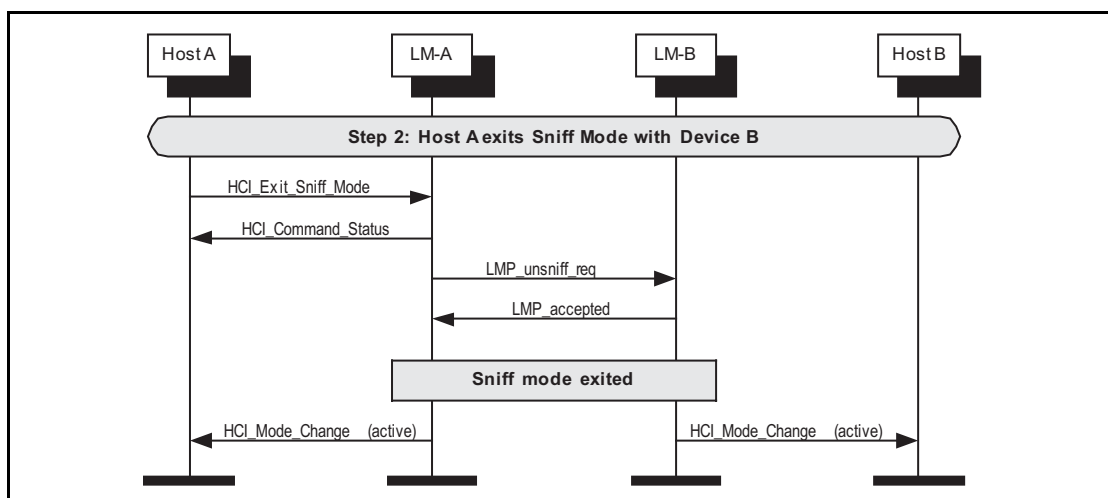 Host A
LM-A
LM-B
Host B
Step 2: Host A exits Sniff Mode with Device B
HCI_Exit_Sniff_Mode
HCI_Command_Status
LMP_unsniff_req
LMP_accepted
Sniff mode exited
HCI_Mode_Change (active)
HCI_Mode_Change (active)